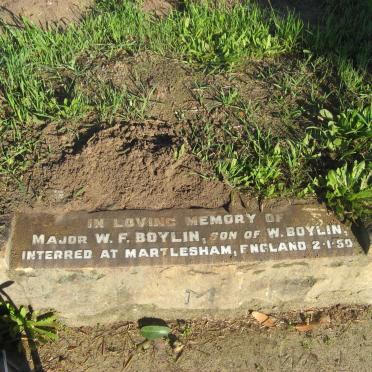 IN LOVING MEMORY OF
MAJOR W. F. BOYLIN, SON OF W. BOYLIN,
INTERRED AT MARTLESHAM, ENGLAND 2-1-50